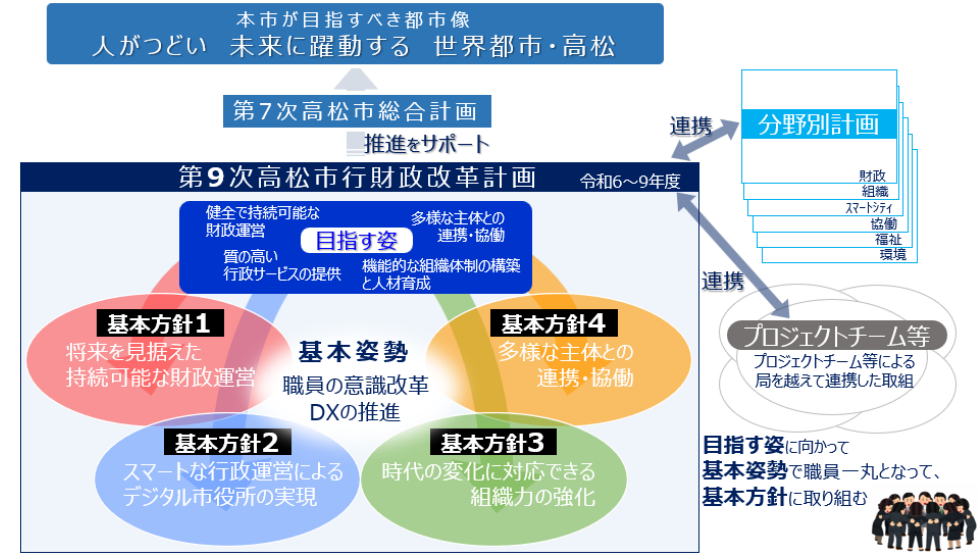 本市が目指すべき都市像
人がつどい 未来に躍動する 世界都市・高松
第7次高松市総合計画
推進をサポート
第9次高松市行財政改革計画 令和6～9年度
健全で持続可能な
財政運営
多様な主体との
連携・協働
目指す姿
質の高い
行政サービスの提供
機能的な組織体制の構築
と人材育成
基本方針1
将来を見据えた
持続可能な財政運営
基本姿勢
職員の意識改革
DXの推進
基本方針4
多様な主体との
連携・協働
基本方針2
スマートな行政運営による
デジタル市役所の実現
基本方針3
時代の変化に対応できる
組織力の強化
連携
分野別計画
財政
組織
スマートシティ
協働
福祉
環境
連携
プロジェクトチーム等
プロジェクトチーム等による
局を越えて連携した取組
目指す姿に向かって
基本姿勢で職員一丸となって、
基本方針に取り組む